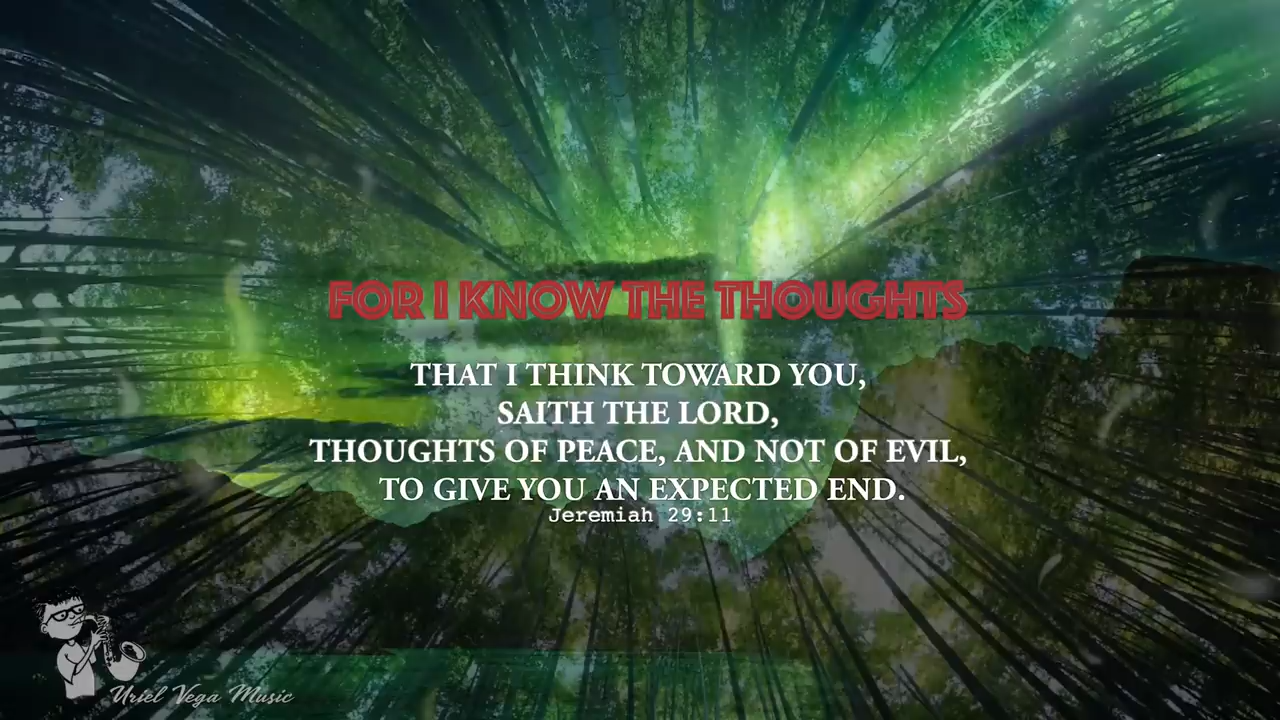 FOR I KNOW THE THOUGHTS
THAT I THINK TOWARD YOU,
SAITH THE LORD,
THOUGHTS OF PEACE, AND NOT OF EVIL,
TO GIVE YOU AN EXPECTED END.
Jeremiah 29:11
Uriel Vega Music